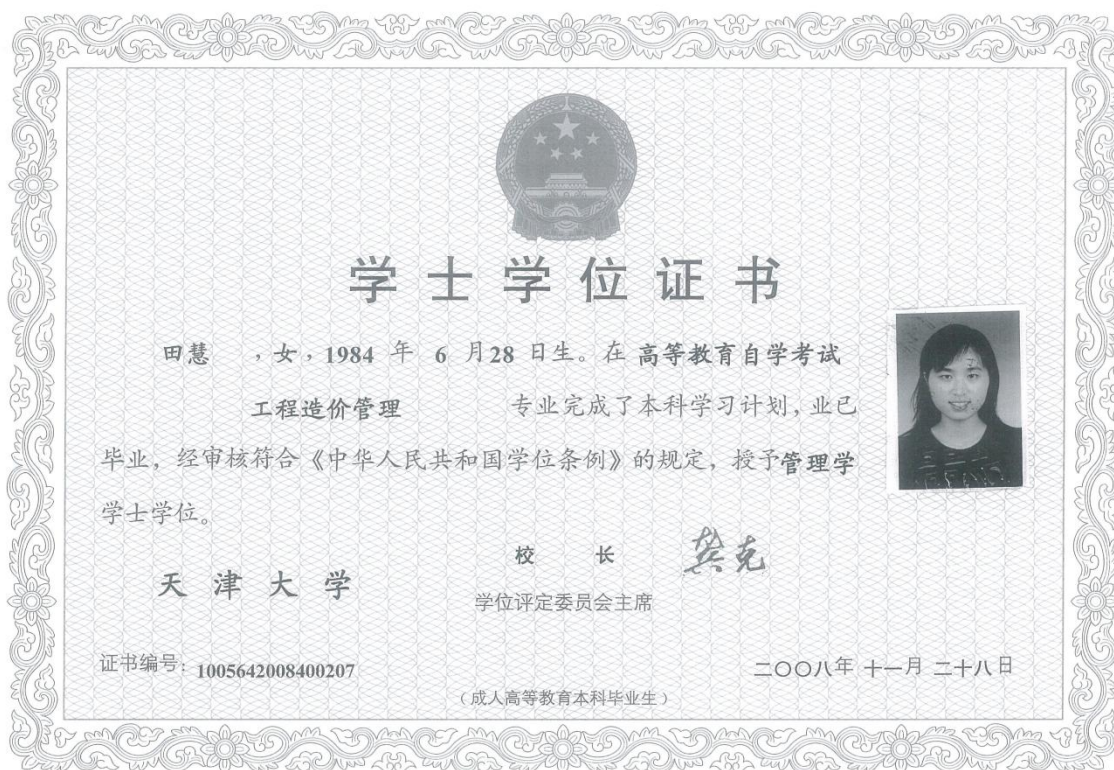 学士学位证书
田慧 ,女,1984 年 6 月28 日生。在 高等教育自学考试
工程造价管理 专业完成了本科学习计划,业已
毕业,经审核符合《中华人民共和国学位条例》的规定,授予管理学
学士学位。
校 长 龚克
天津大学
学位评定委员会主席
证书编号:1005642008400207
二〇〇八年 十一月 二十八日
(成人高等教育本科毕业生)